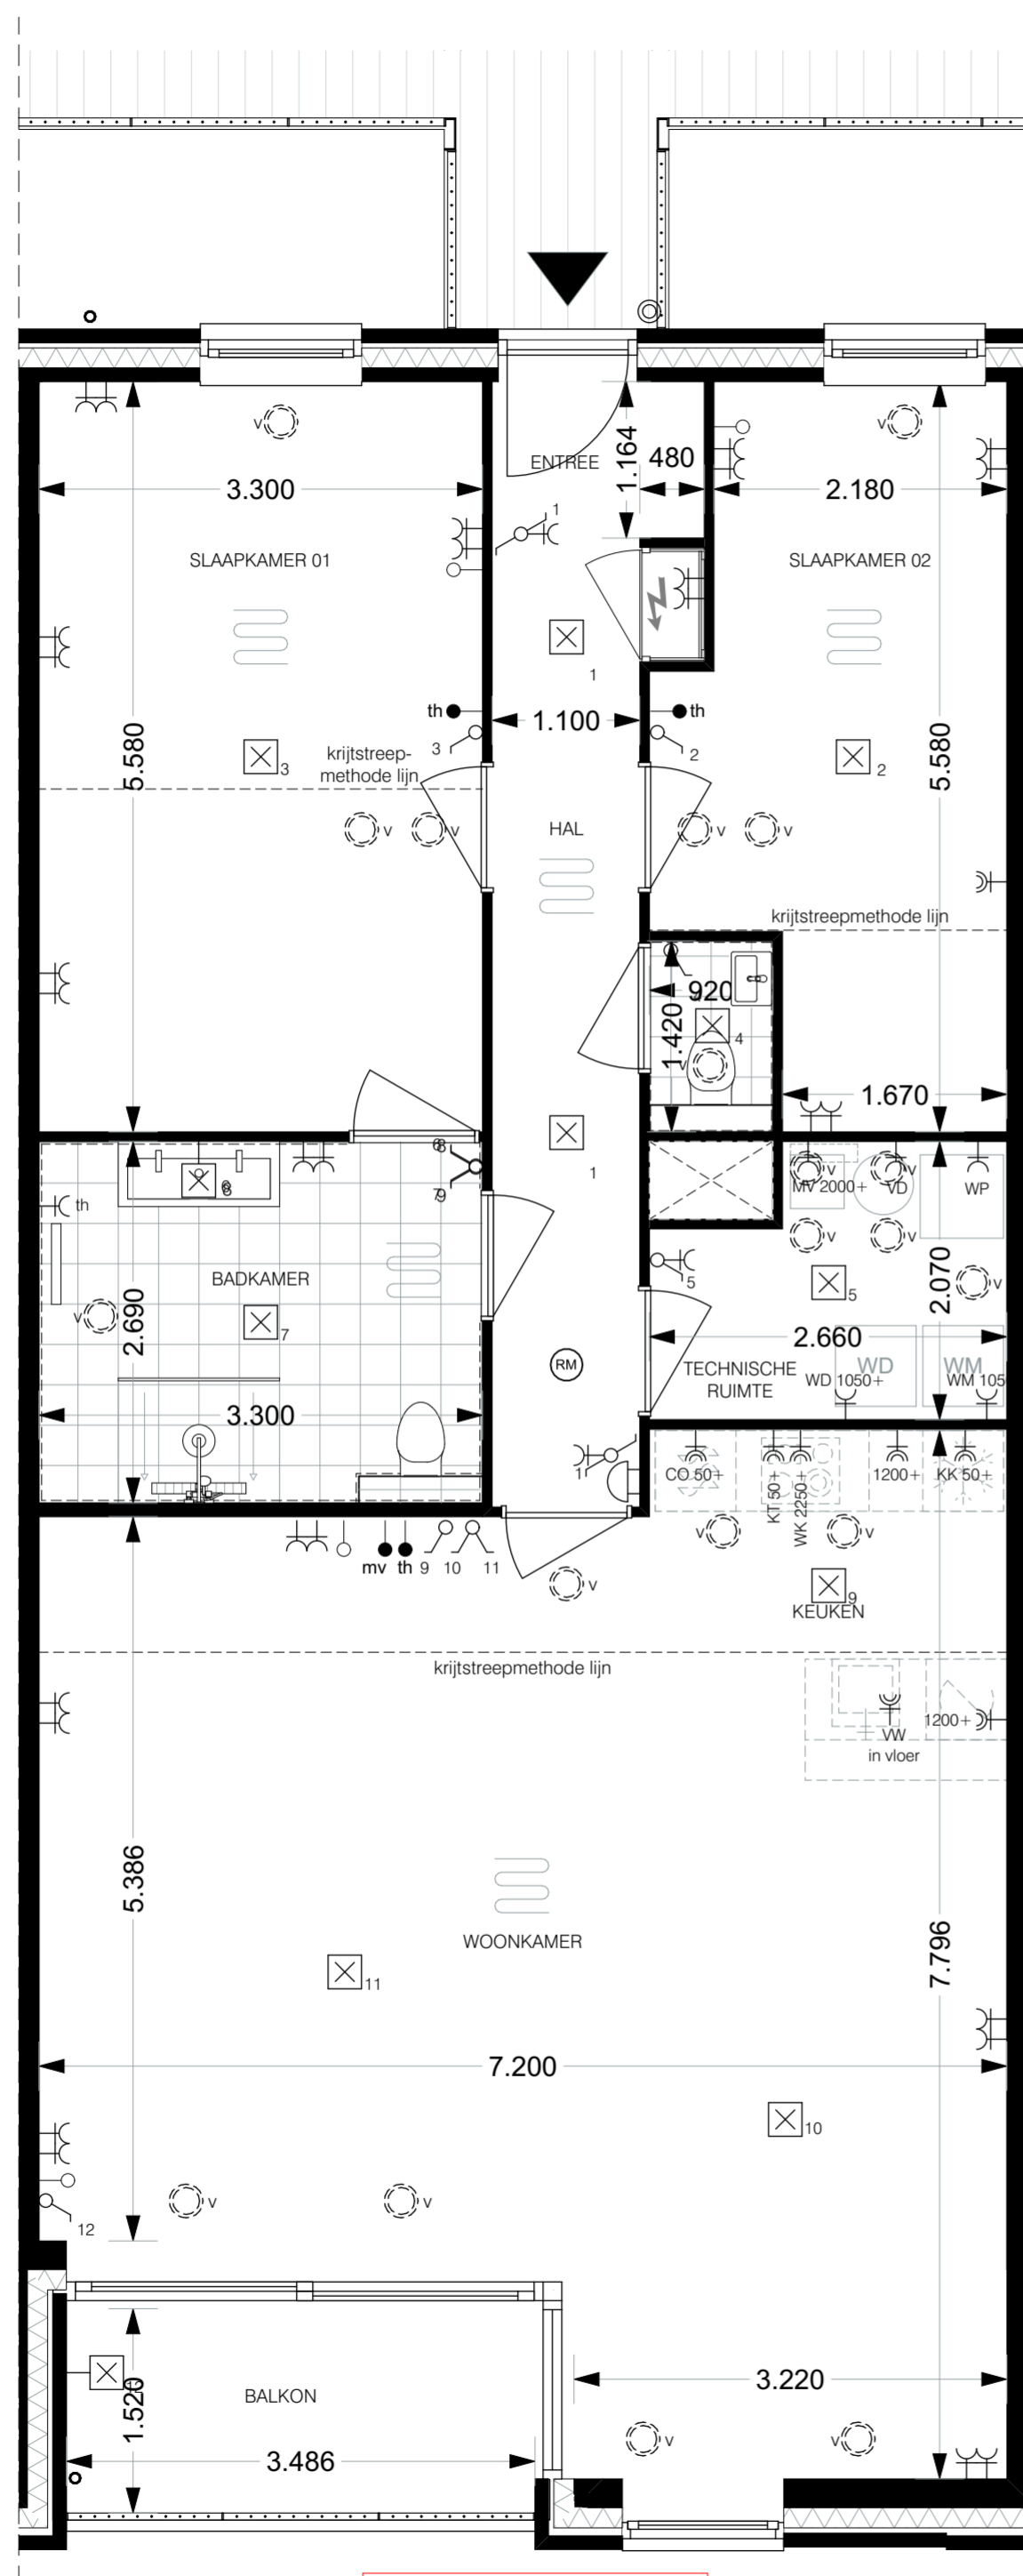 ENTREE
1.164
480
3.300
2.180
v
v
1
SLAAPKAMER 01
SLAAPKAMER 02
1
th
1.100
th
3
2
krijtstreep-
methode lijn
3
5.580
2
5.580
v
v
HAL
v
v
krijtstreepmethode lijn
920
1.420
4
v
1.670
1
th
MV 2000+
VD
WP
v
v
v
v
v
BADKAMER
2.690
v
7
5
5
2.070
2.660
RM
TECHNISCHE
RUIMTE
WD
WM
WD 1050+
WM 105
3.300
1
CO 50+
KT 50+
WK 2250+
1200+
KK 50+
mv
th
9
10
11
v
v
v
9
KEUKEN
krijtstreepmethode lijn
1200+
VW
in vloer
5.386
WOONKAMER
7.796
11
7.200
10
v
v
12
BALKON
1.520
3.220
3.486
v
v